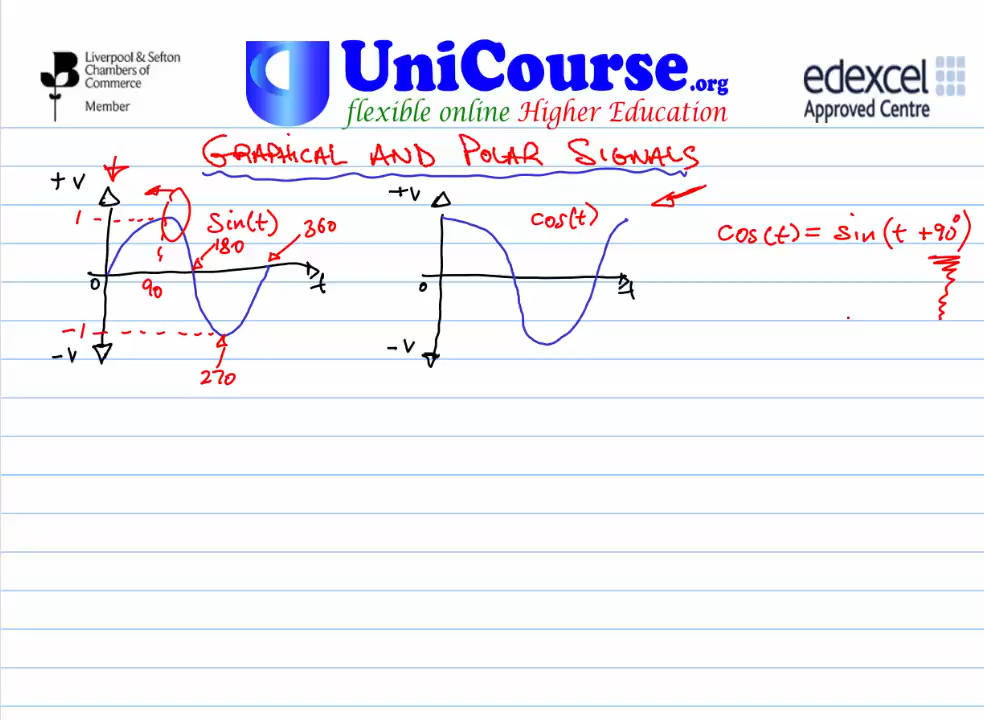 Liverpool & Sefton
Chambers of
Commerce
Member
UniCourse.org
flexible online Higher Education
edexcel
Approved Centre
GRAPHICAL AND POLAR SIGNALS
+V
1
sin(t)
180
360
0
90
t
-1
-V
270
+V
cos(t)
0
t
-V
cos(t) = sin(t +90°)